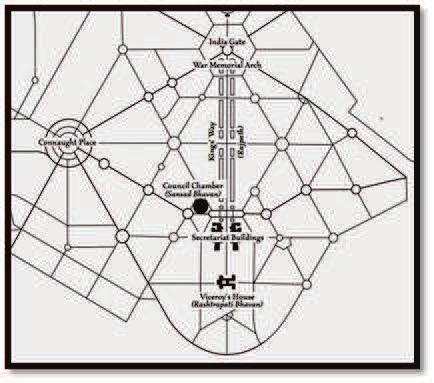 India Gate
War Memorial Arch
Connaught Place
King's Way
(Rajpath)
Council Chamber
(Sansad Bhavan)
Secretariat Buildings
Viceroy's House
(Rashtrapati Bhavan)